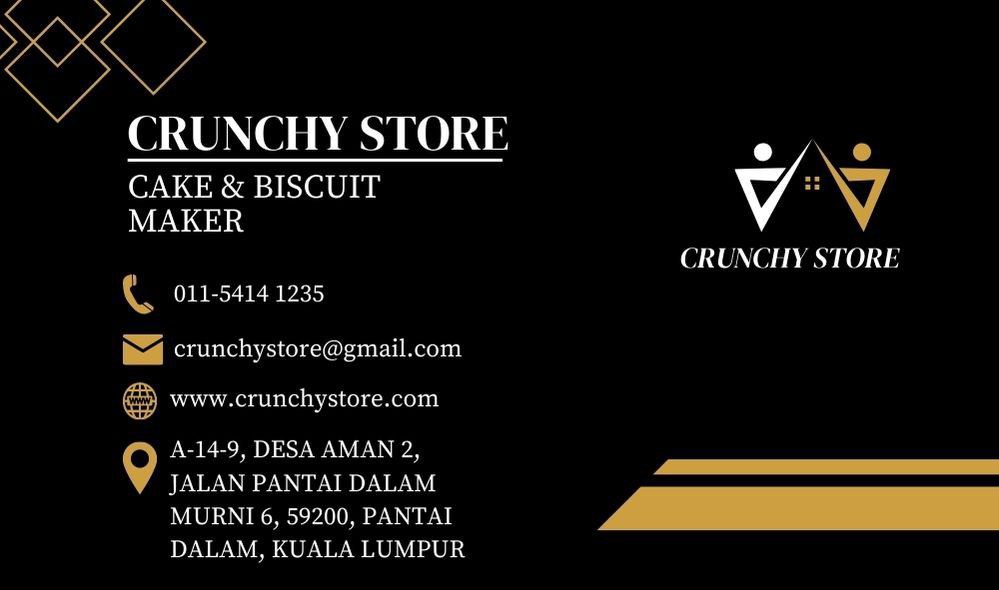 CRUNCHY STORE
CAKE & BISCUIT
MAKER
011-5414 1235
crunchystore@gmail.com
WWW
www.crunchystore.com
A-14-9, DESA AMAN 2,
JALAN PANTAI DALAM
MURNI 6, 59200, PANTAI
DALAM, KUALA LUMPUR
CRUNCHY STORE